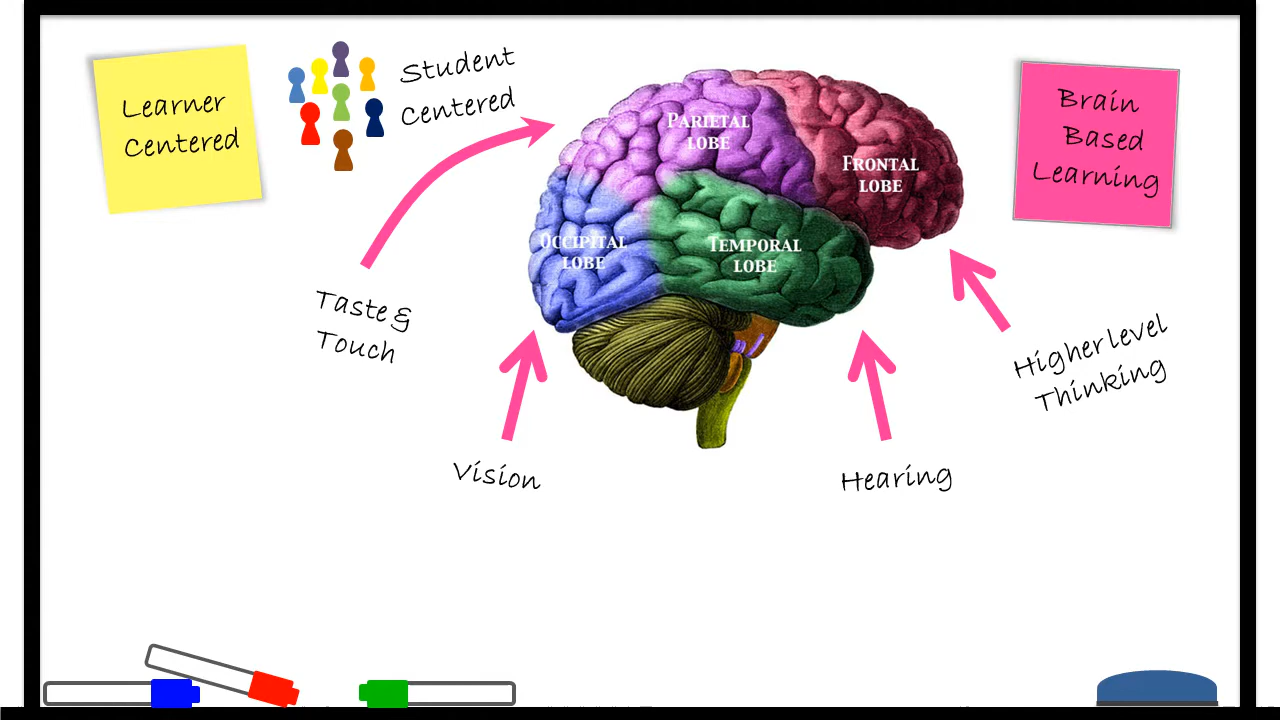 Learner
Centered
Student
Centered
Brain
Based
Learning
PARIETAL
LOBE
FRONTAL
LOBE
OCCIPITAL
LOBE
TEMPORAL
LOBE
Taste &
Touch
Higher level
Thinking
Vision
Hearing